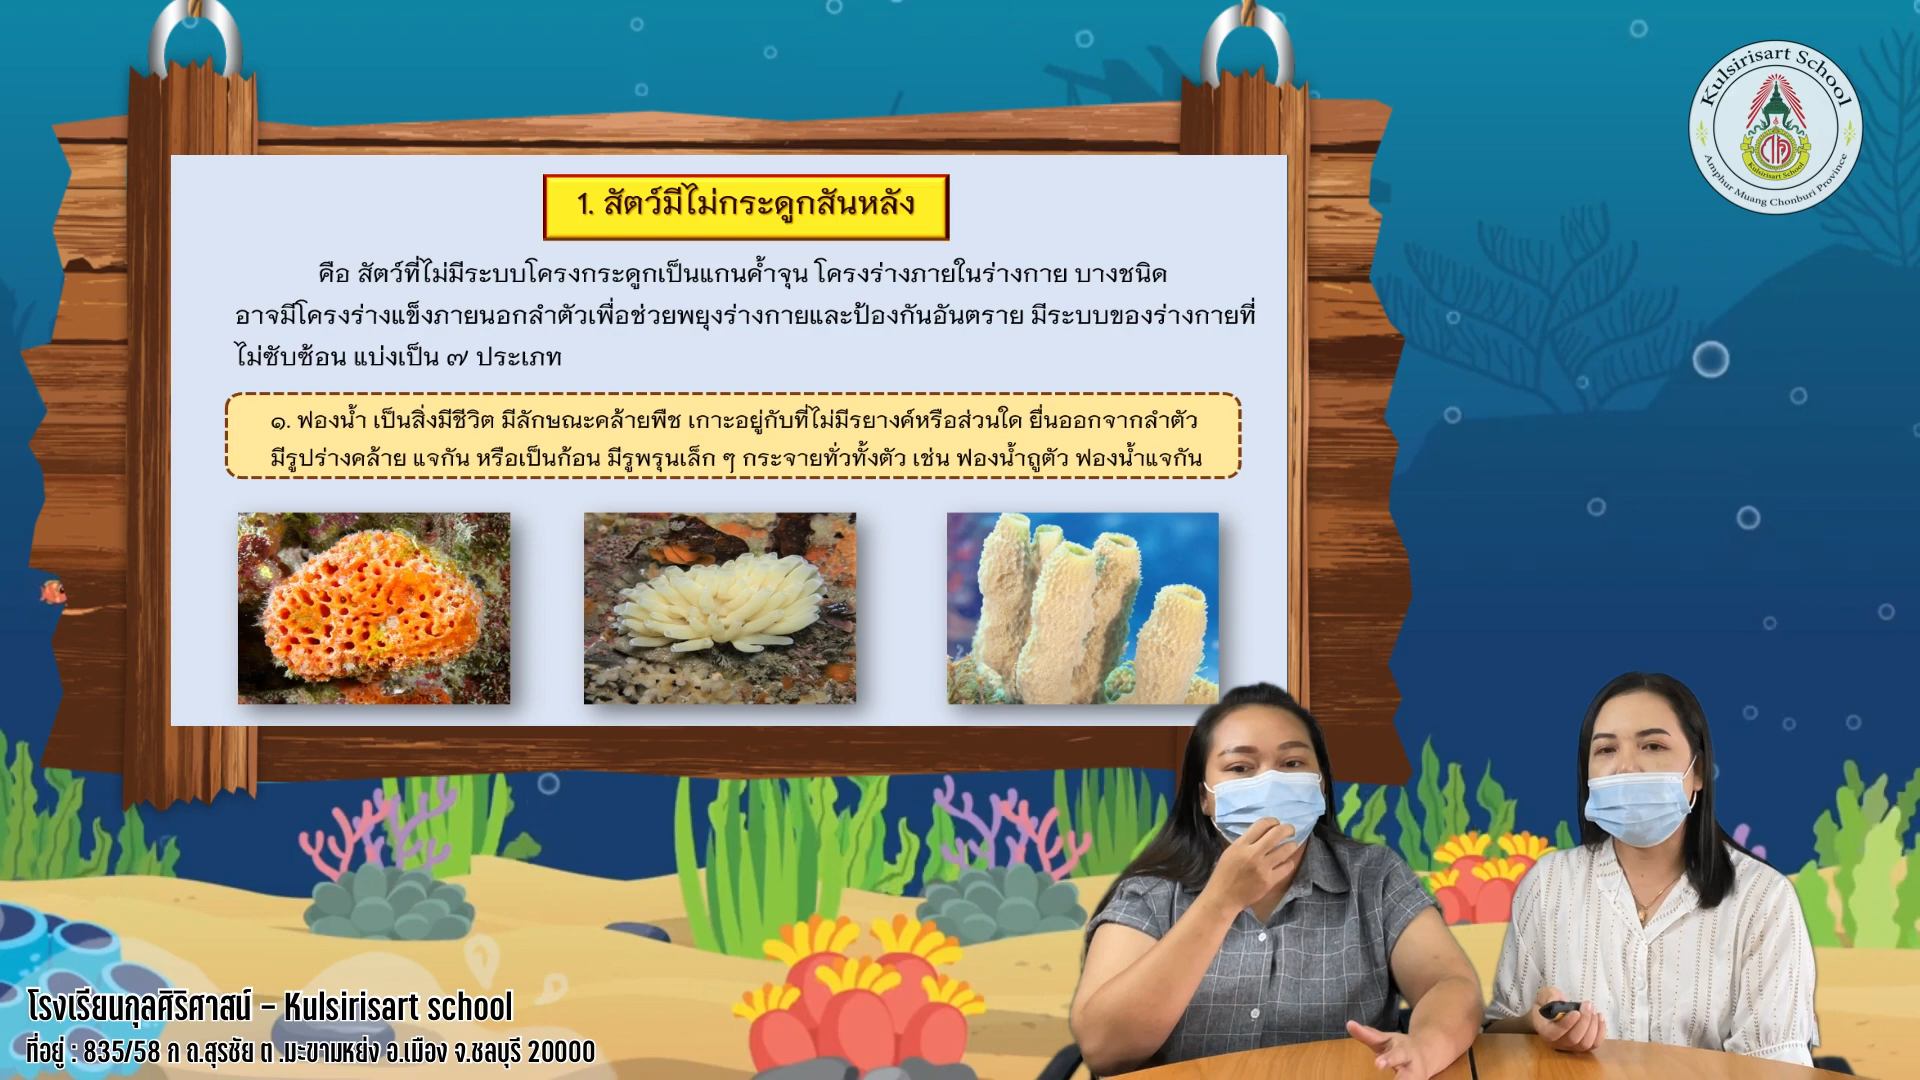 Kulsirisart School
Kulsirisart School
Amphur Muang Chonburi Province
1. สัตว์มีไม่กระดูกสันหลัง
คือ สัตว์ที่ไม่มีระบบโครงกระดูกเป็นแกนค้ำจุน โครงร่างภายในร่างกาย บางชนิด
อาจมีโครงร่างแข็งภายนอกลำตัวเพื่อช่วยพยุงร่างกายและป้องกันอันตราย มีระบบของร่างกายที่
ไม่ซับซ้อน แบ่งเป็น ๗ ประเภท
๑. ฟองน้ำ เป็นสิ่งมีชีวิต มีลักษณะคล้ายพืช เกาะอยู่กับที่ไม่มีรยางค์หรือส่วนใด ยื่นออกจากลำตัว
มีรูปร่างคล้าย แจกัน หรือเป็นก้อน มีรูพรุนเล็ก ๆ กระจายทั่วทั้งตัว เช่น ฟองน้ำถูตัว ฟองน้ำแจกัน
โรงเรียนกุลศิริศาสน์ – Kulsirisart school
ที่อยู่ : 835/58 ก ถ.สุรชัย ต .มะขามหย่ง อ.เมือง จ.ชลบุรี 20000